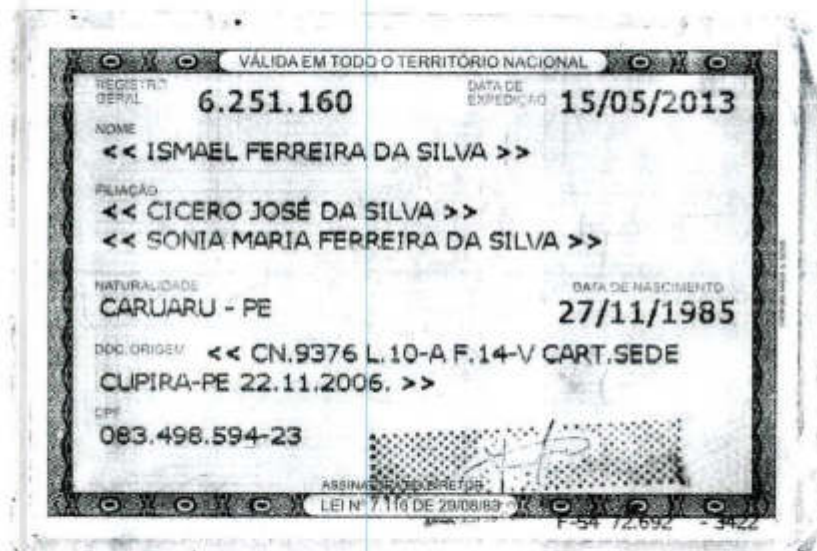 VÁLIDA EM TODO O TERRITÓRIO NACIONAL
REGISTRO GERAL 6.251.160 DATA DE EXPEDIÇÃO 15/05/2013
NOME
<< ISMAEL FERREIRA DA SILVA >>
FILIAÇÃO
<< CICERO JOSÉ DA SILVA >>
<< SONIA MARIA FERREIRA DA SILVA >>
NATURALIDADE DATA DE NASCIMENTO
CARUARU - PE 27/11/1985
DOC. ORIGEM << CN.9376 L.10-A F.14-V CART.SEDE
CUPIRA-PE 22.11.2006. >>
CPF
083.498.594-23
ASSINATURA DO DIRETOR
LEI Nº 7.116 DE 29/08/83
F-54 72.692 - 3422